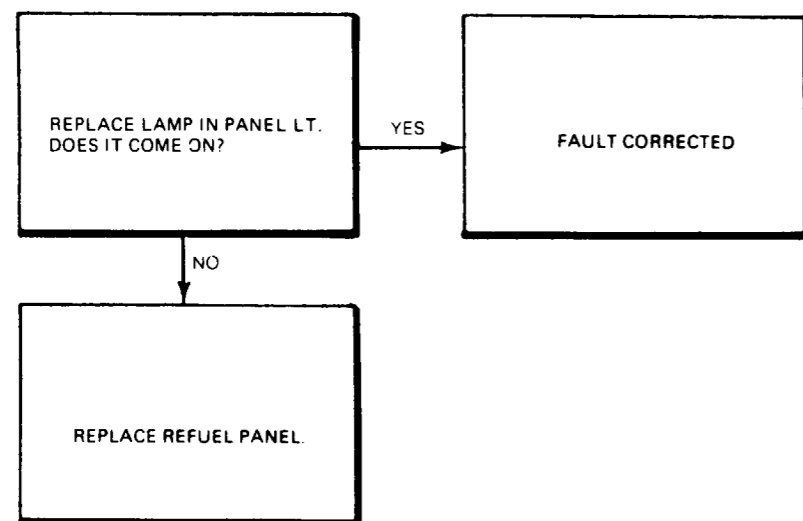 REPLACE LAMP IN PANEL LT.
DOES IT COME ON?
YES
FAULT CORRECTED
NO
REPLACE REFUEL PANEL.